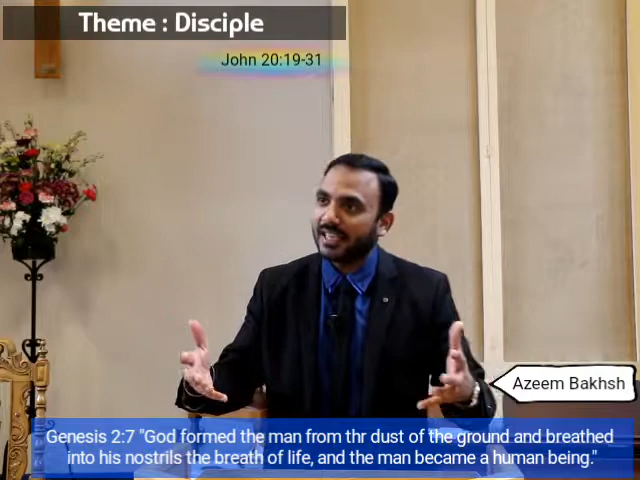 Theme : Disciple
John 20:19-31
Azeem Bakhsh
Genesis 2:7 "God formed the man from thr dust of the ground and breathed
into his nostrils the breath of life, and the man became a human being."